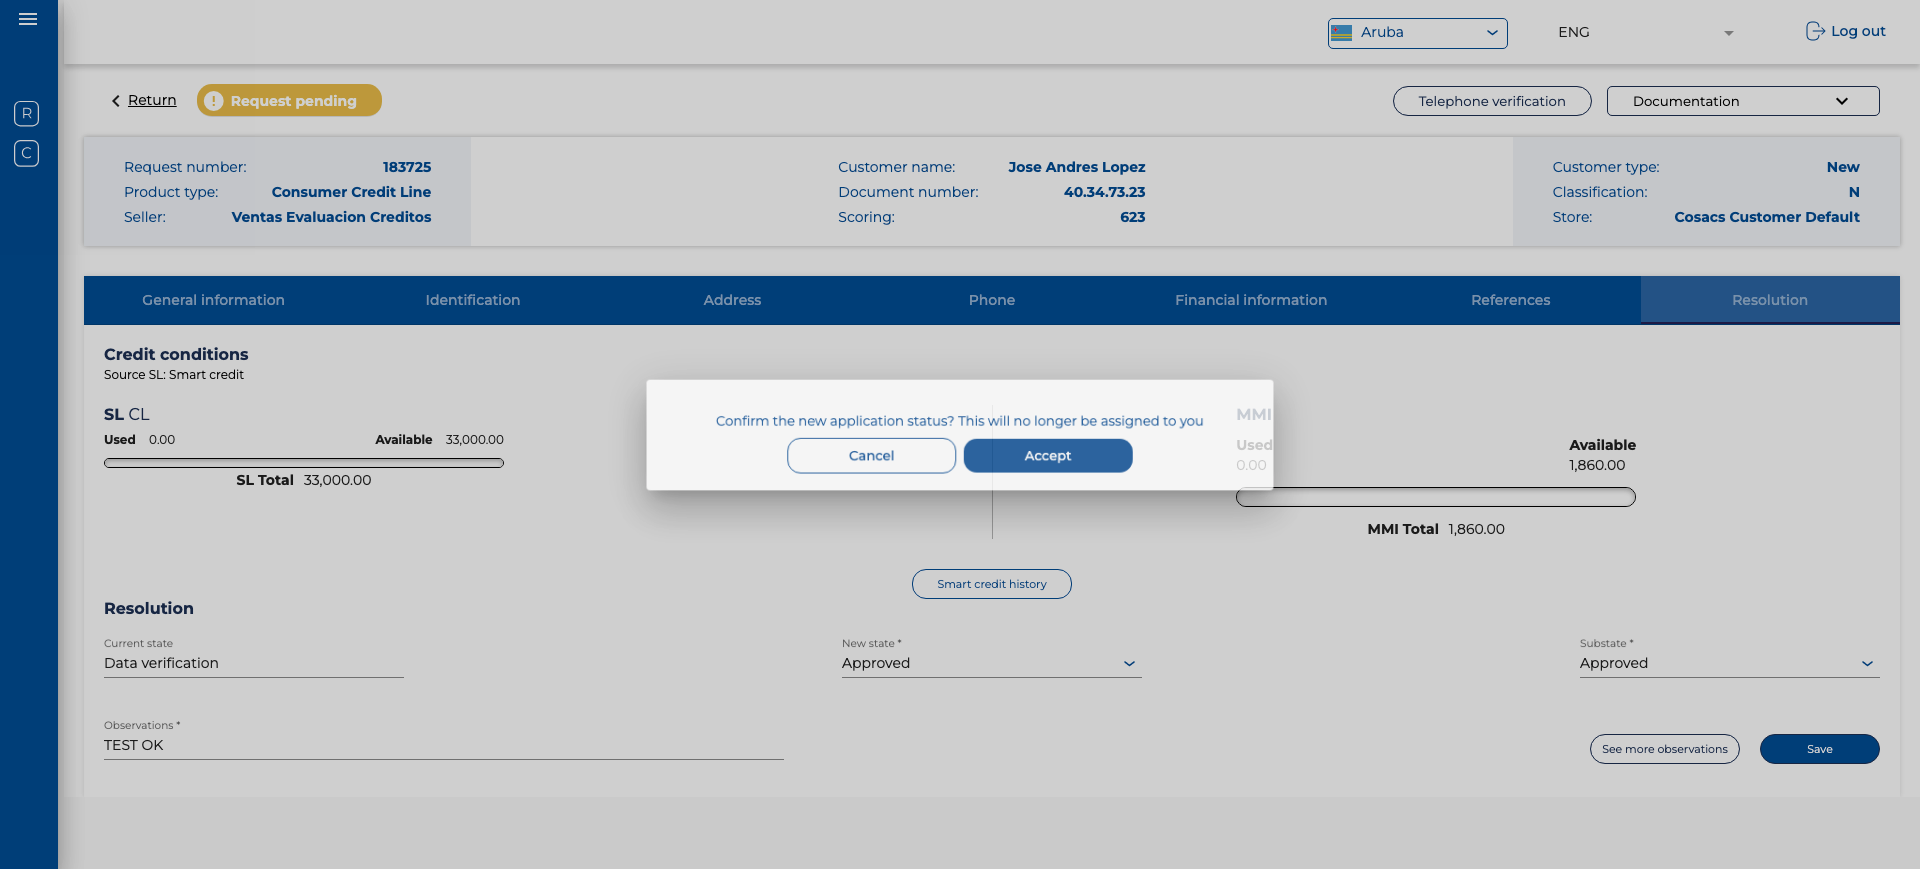 Aruba
ENG
Log out
R
C
Return
! Request pending
Telephone verification
Documentation
Request number: 183725
Product type: Consumer Credit Line
Seller: Ventas Evaluacion Creditos
Customer name: Jose Andres Lopez
Document number: 40.34.73.23
Scoring: 623
Customer type: New
Classification: N
Store: Cosacs Customer Default
General information
Identification
Address
Phone
Financial information
References
Resolution
Credit conditions
Source SL: Smart credit
SL CL
Used 0.00
Available 33,000.00
SL Total 33,000.00
Confirm the new application status? This will no longer be assigned to you
Cancel
Accept
MMI
Used
0.00
Available
1,860.00
MMI Total 1,860.00
Smart credit history
Resolution
Current state
Data verification
New state *
Approved
Substate *
Approved
Observations *
TEST OK
See more observations
Save